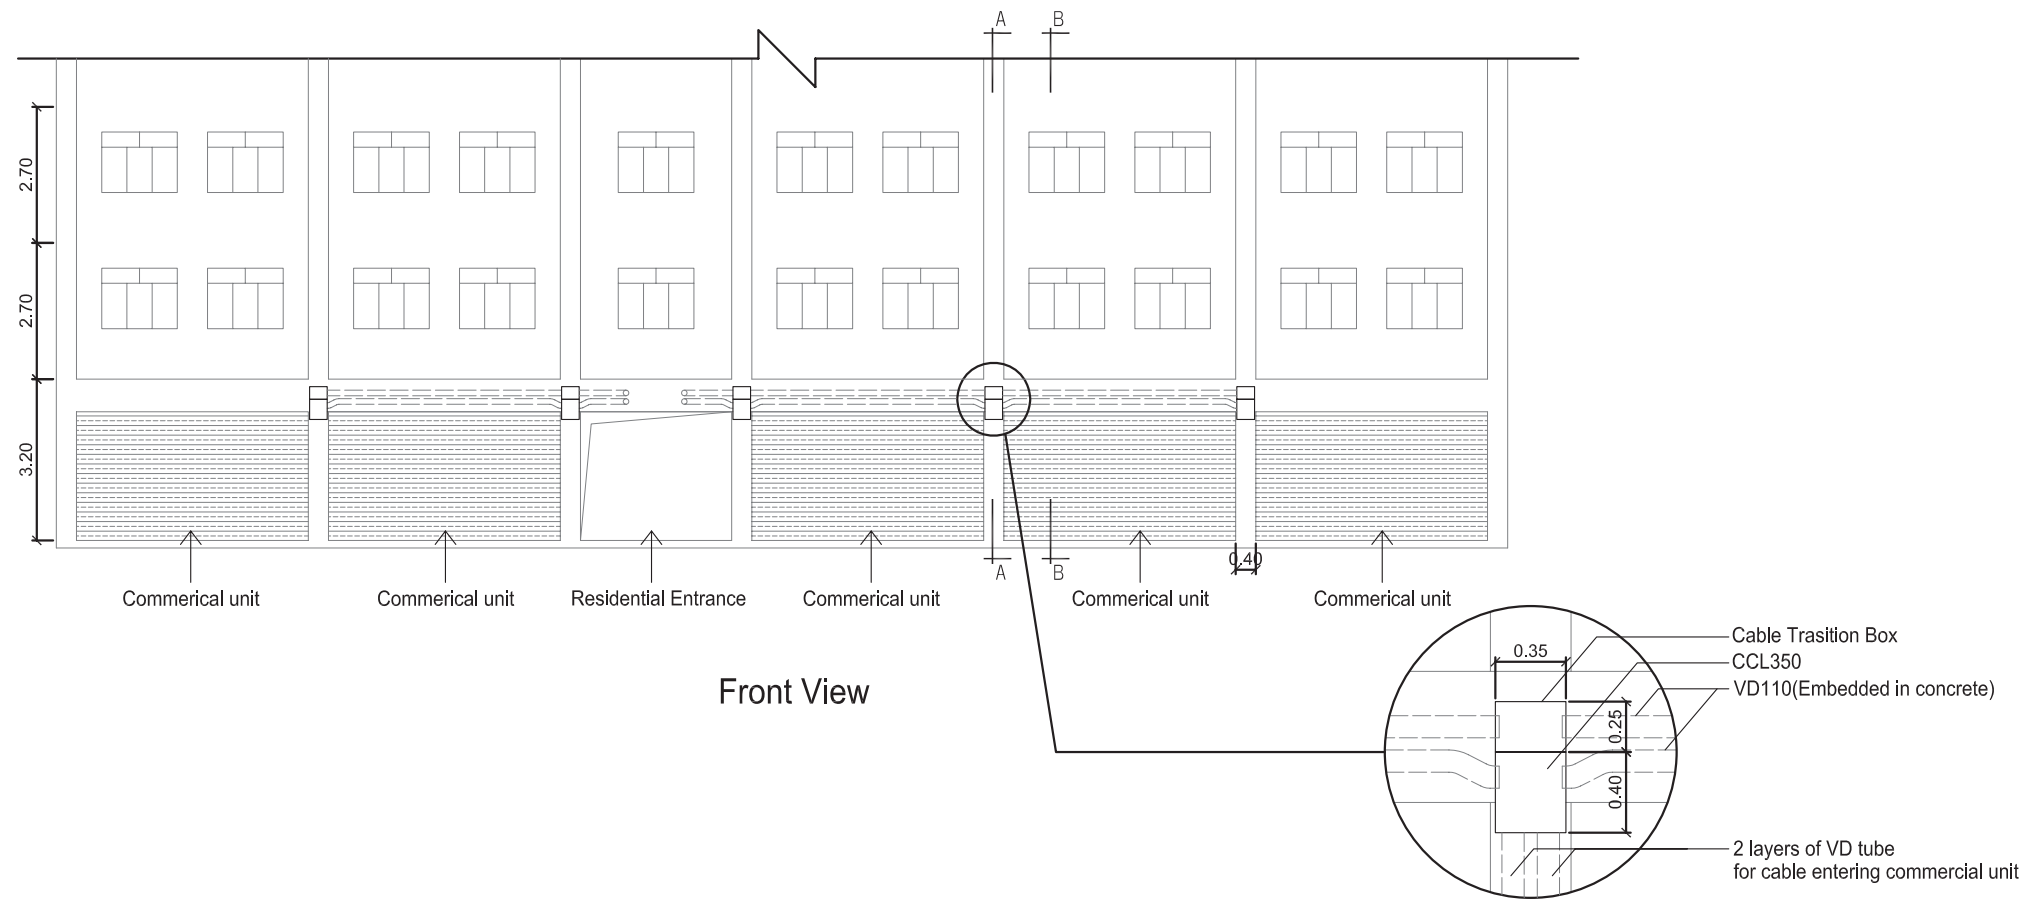 A B
2.70
2.70
3.20
0.40
A B
Commerical unit
Commerical unit
Residential Entrance
Commerical unit
Commerical unit
Commerical unit
Front View
0.35
Cable Trasition Box
CCL350
VD110(Embedded in concrete)
0.25
0.40
2 layers of VD tube
for cable entering commercial unit